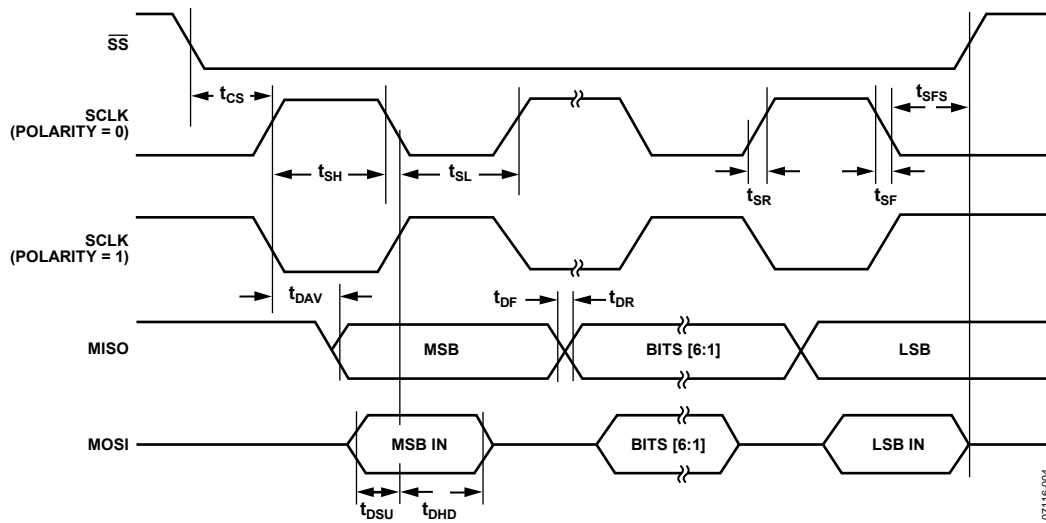 SS
tCS
tSFS
SCLK
(POLARITY = 0)
tSH
tSL
tSR
tSF
SCLK
(POLARITY = 1)
tDAV
tDF
tDR
MISO
MSB
BITS [6:1]
LSB
MOSI
MSB IN
BITS [6:1]
LSB IN
tDSU
tDHD
07116-004